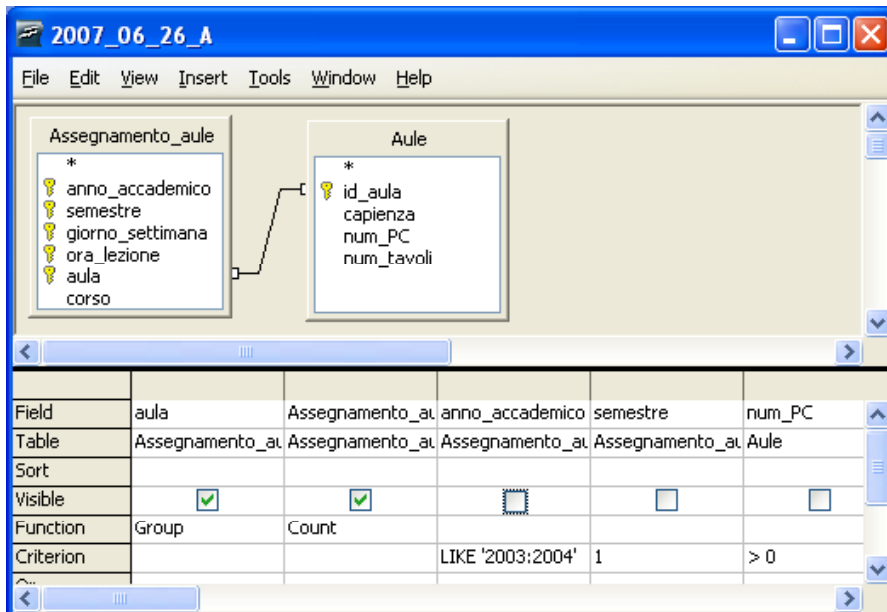 2007_06_26_A
File Edit View Insert Tools Window Help
Assegnamento_aule
*
anno_accademico
semestre
giorno_settimana
ora_lezione
aula
corso
Aule
*
id_aula
capienza
num_PC
num_tavoli
Field aula Assegnamento_au anno_accademico semestre num_PC
Table Assegnamento_au Assegnamento_au Assegnamento_au Assegnamento_au Aule
Sort
Visible
Function Group Count
Criterion LIKE '2003:2004' 1 > 0